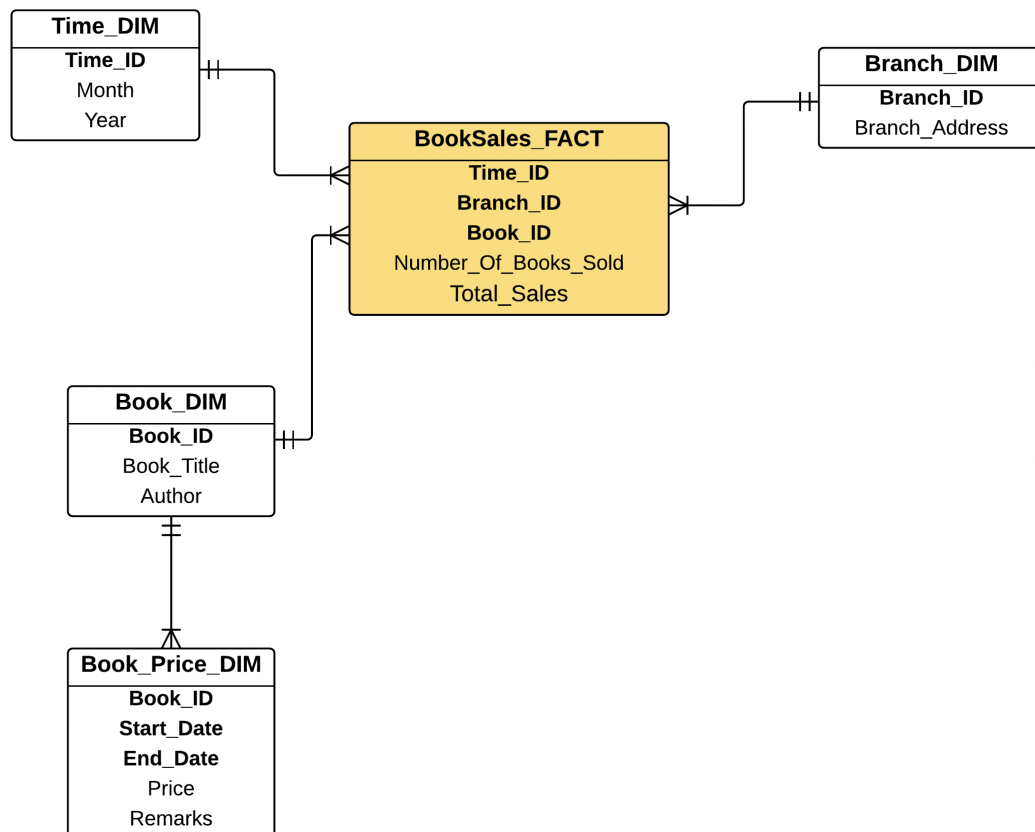 Time_DIM
Time_ID
Month
Year
Branch_DIM
Branch_ID
Branch_Address
BookSales_FACT
Time_ID
Branch_ID
Book_ID
Number_Of_Books_Sold
Total_Sales
Book_DIM
Book_ID
Book_Title
Author
Book_Price_DIM
Book_ID
Start_Date
End_Date
Price
Remarks